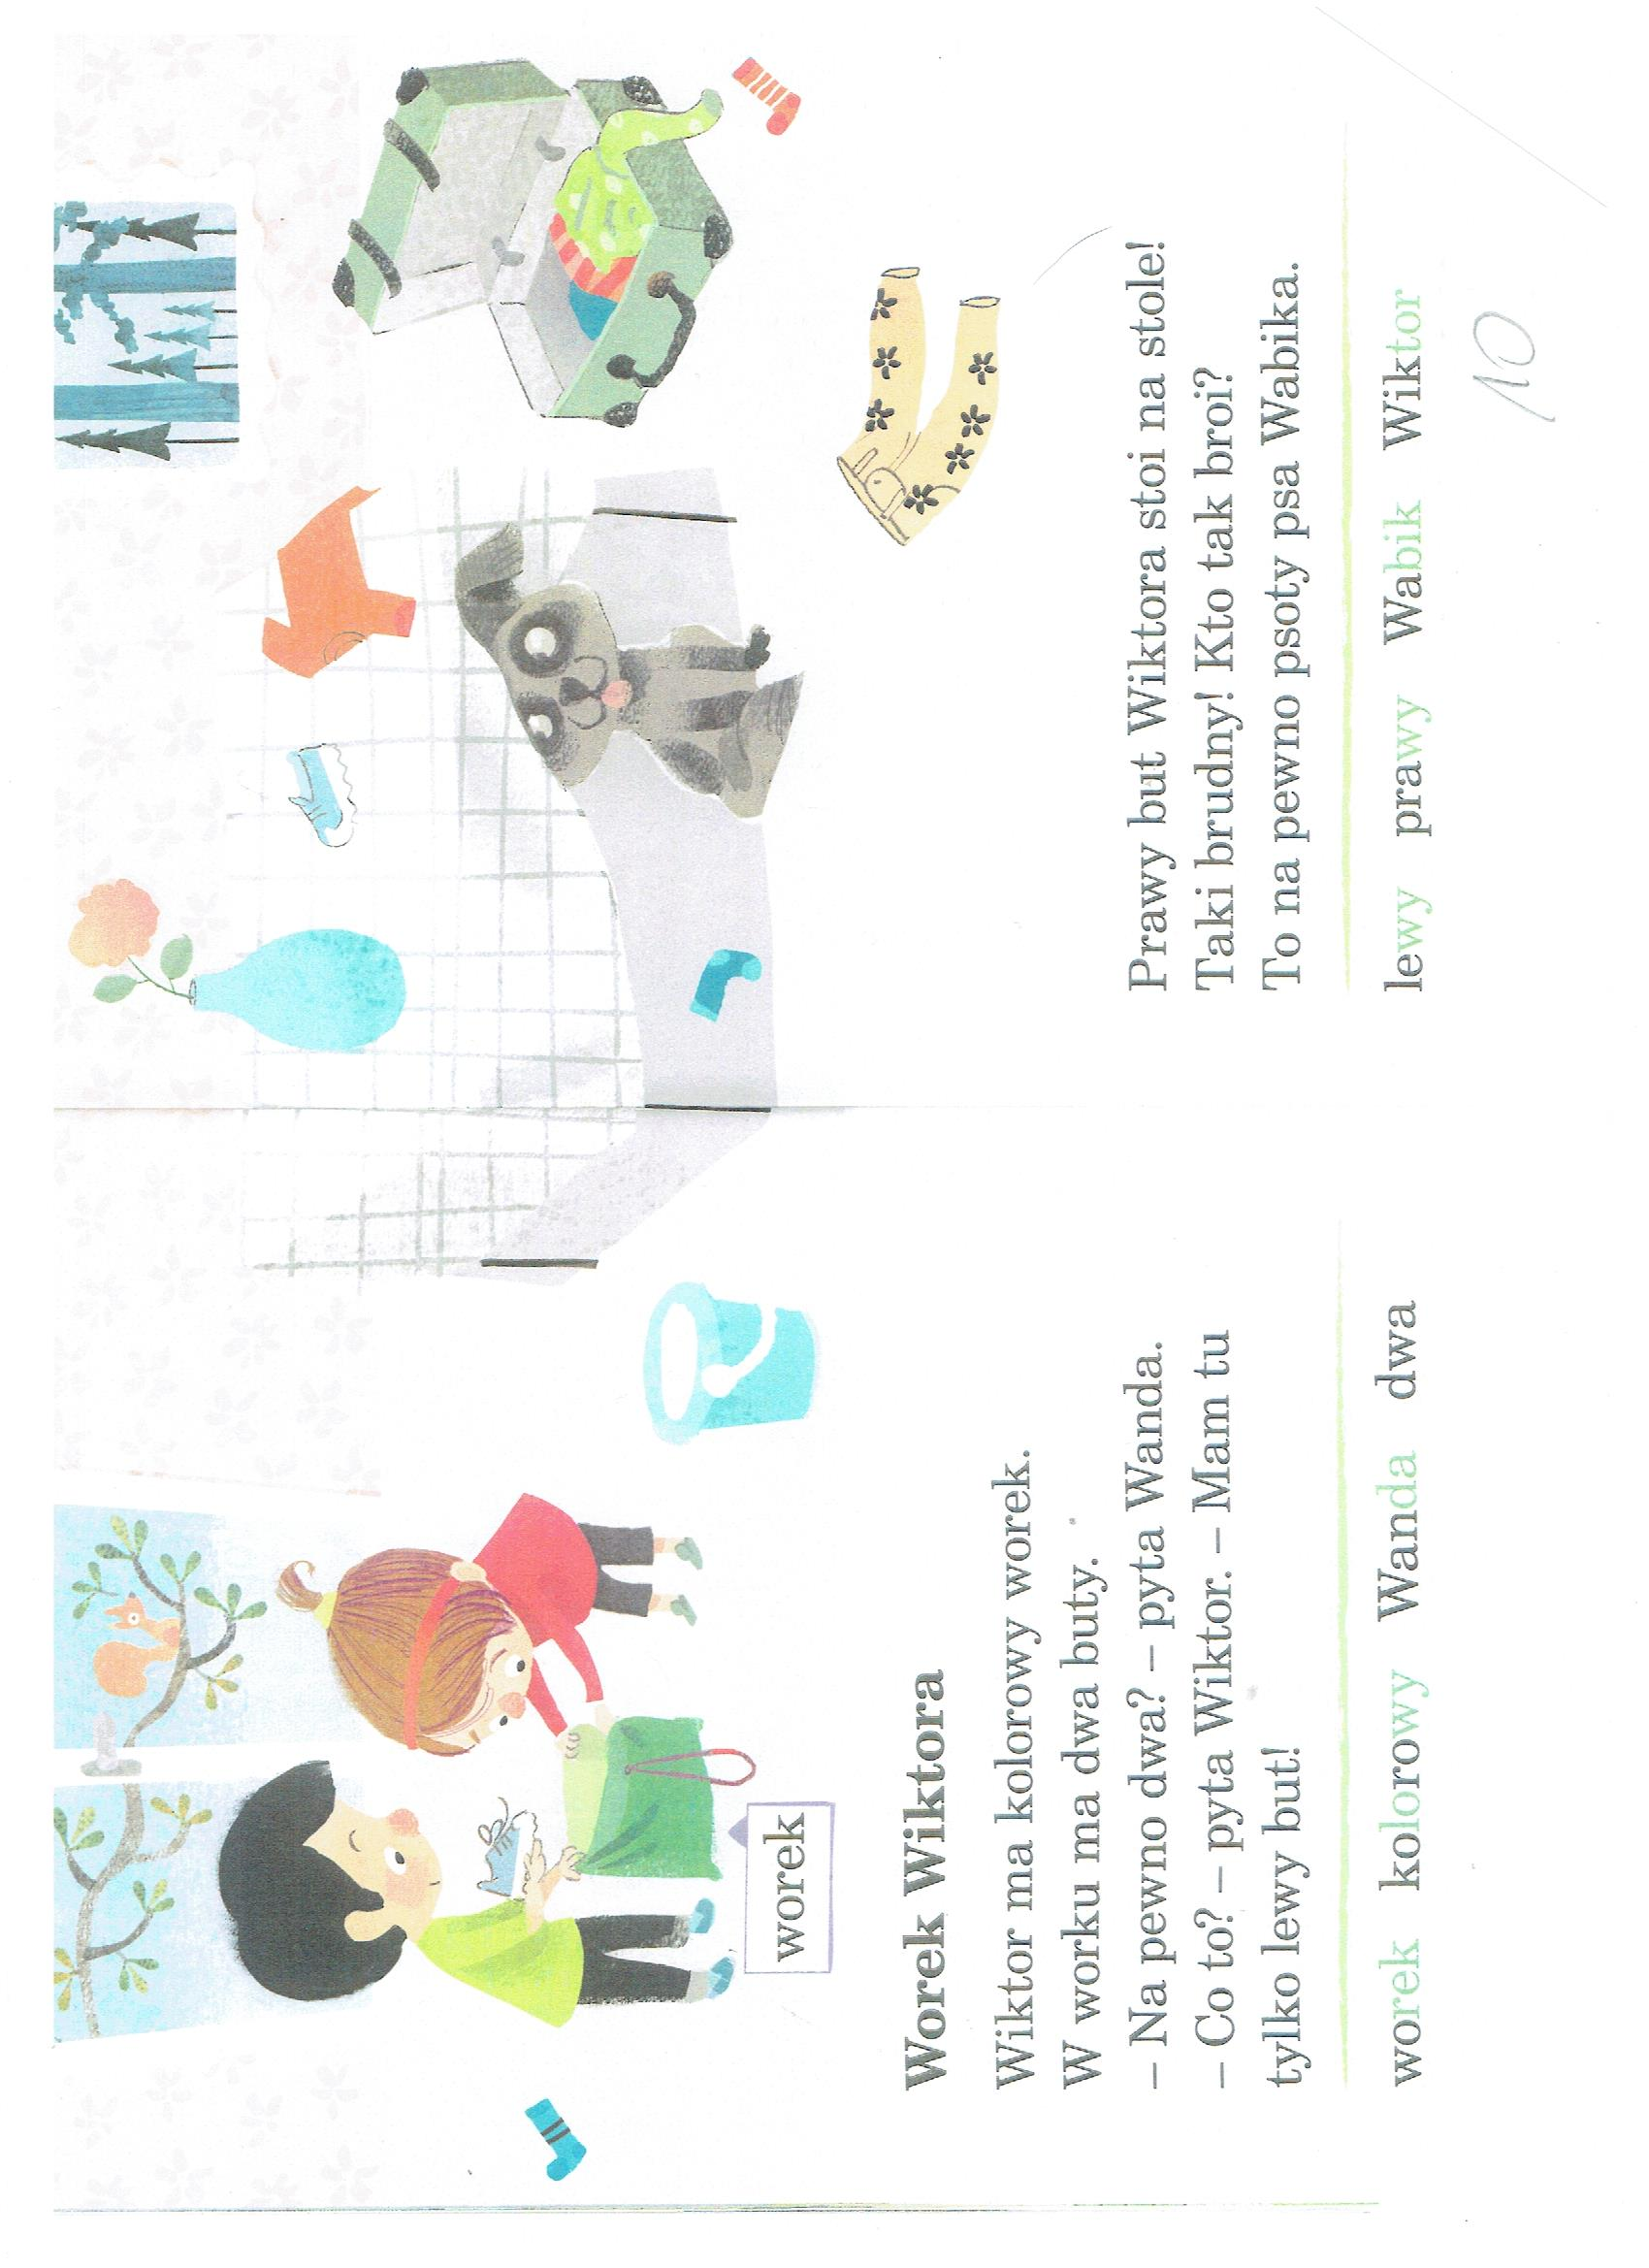 worek
Worek Wiktora
Wiktor ma kolorowy worek.
W worku ma dwa buty.
– Na pewno dwa? – pyta Wanda.
– Co to? – pyta Wiktor. – Mam tu
tylko lewy but!
worek kolorowy Wanda dwa
Prawy but Wiktora stoi na stole!
Taki brudny! Kto tak broi?
To na pewno psoty psa Wabika.
lewy prawy Wabik Wiktor
10